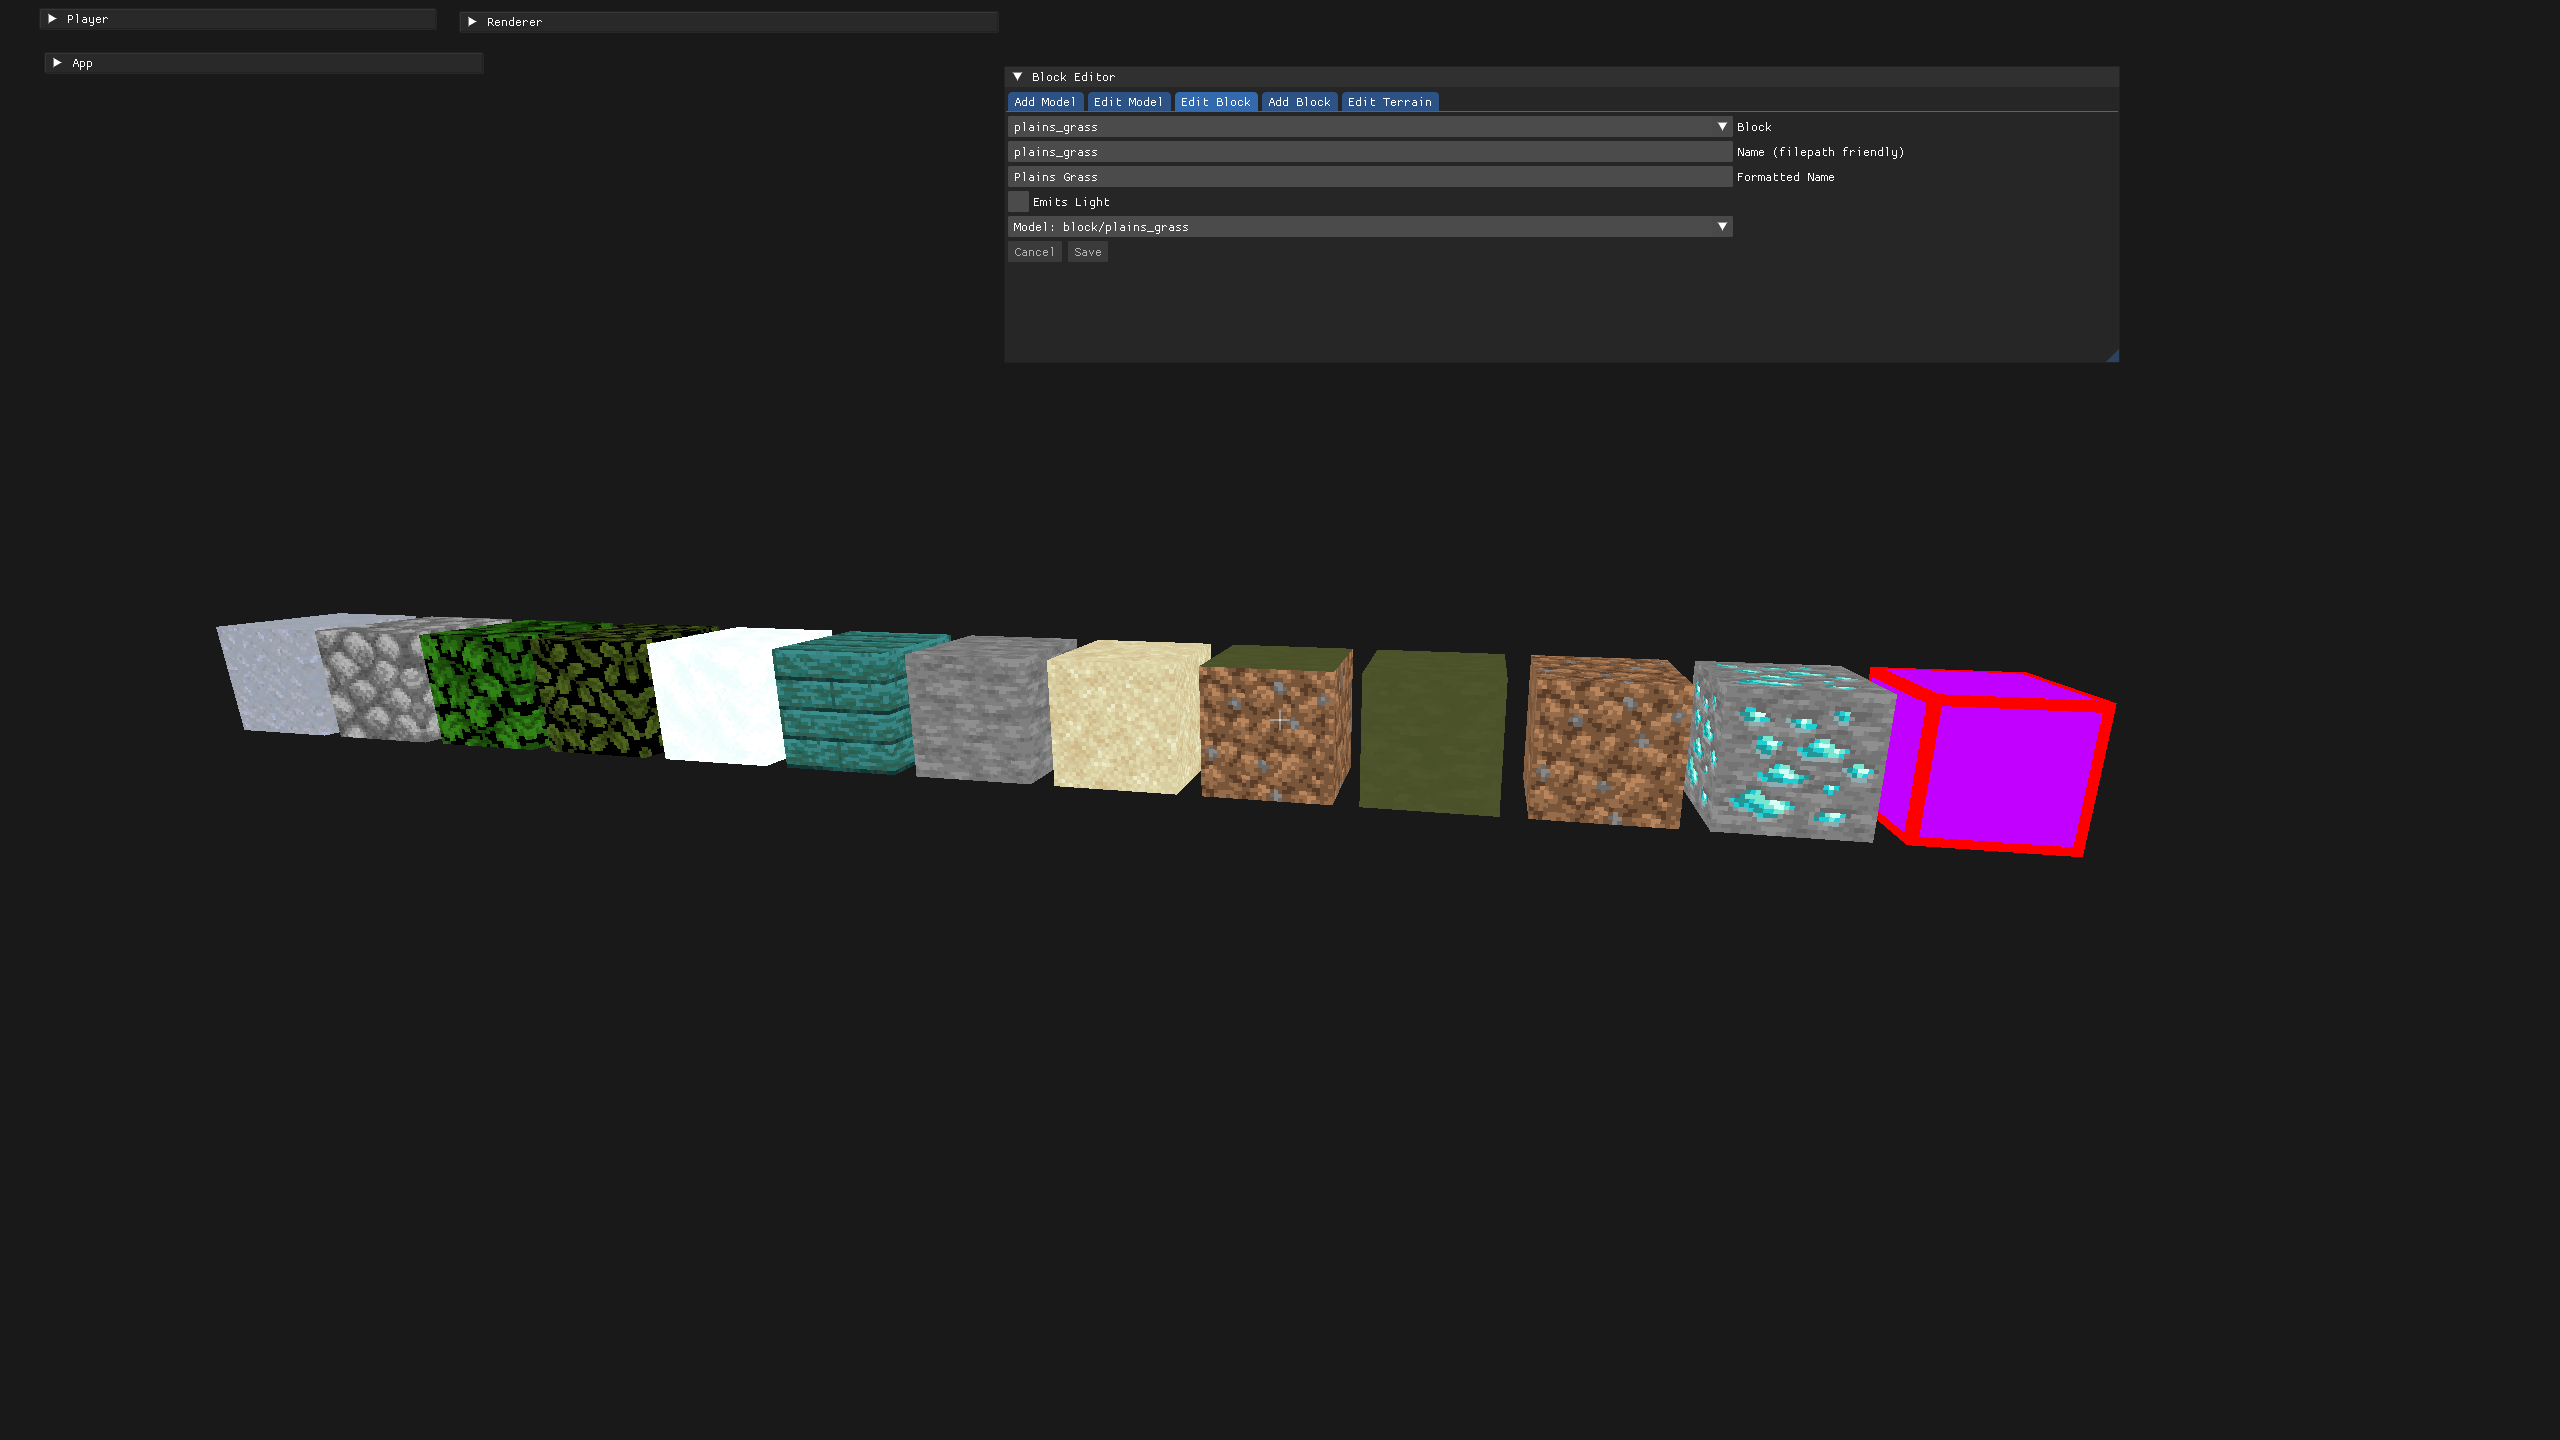 Player
Renderer
App
Block Editor
Add Model Edit Model Edit Block Add Block Edit Terrain
plains_grass Block
plains_grass Name (filepath friendly)
Plains Grass Formatted Name
Emits Light
Model: block/plains_grass
Cancel Save